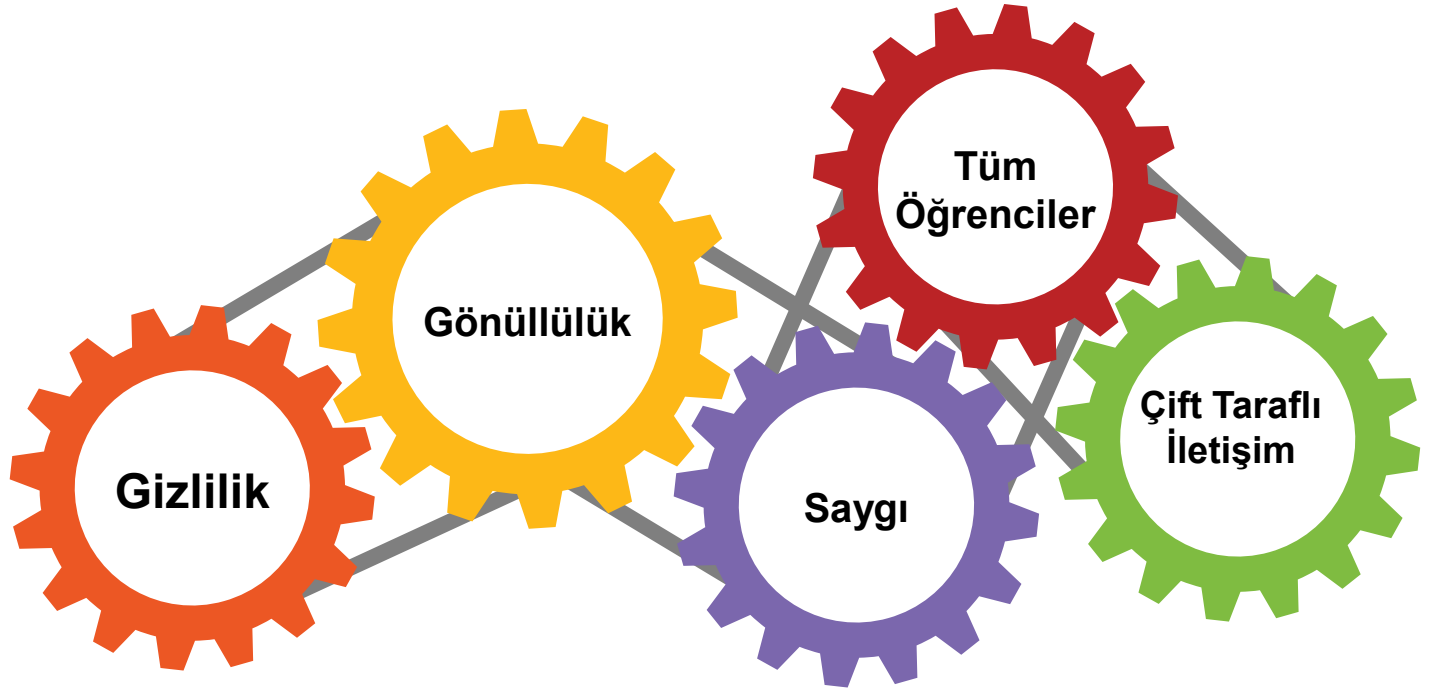 Gizlilik
Gönüllülük
Saygı
Tüm
Öğrenciler
Çift Taraflı
İletişim